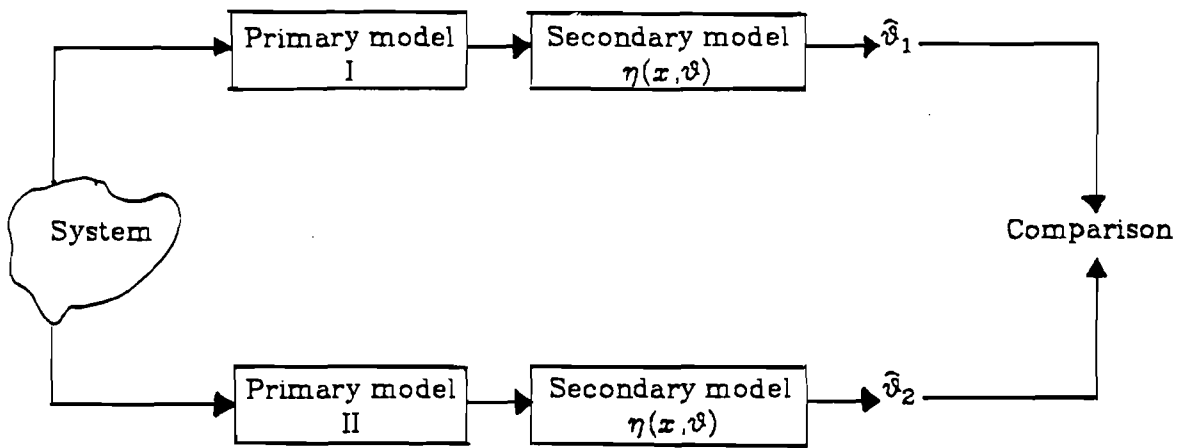 Primary model
I
Secondary model
η(x,ϑ)
ϑ̂₁
System
Comparison
Primary model
II
Secondary model
η(x,ϑ)
ϑ̂₂